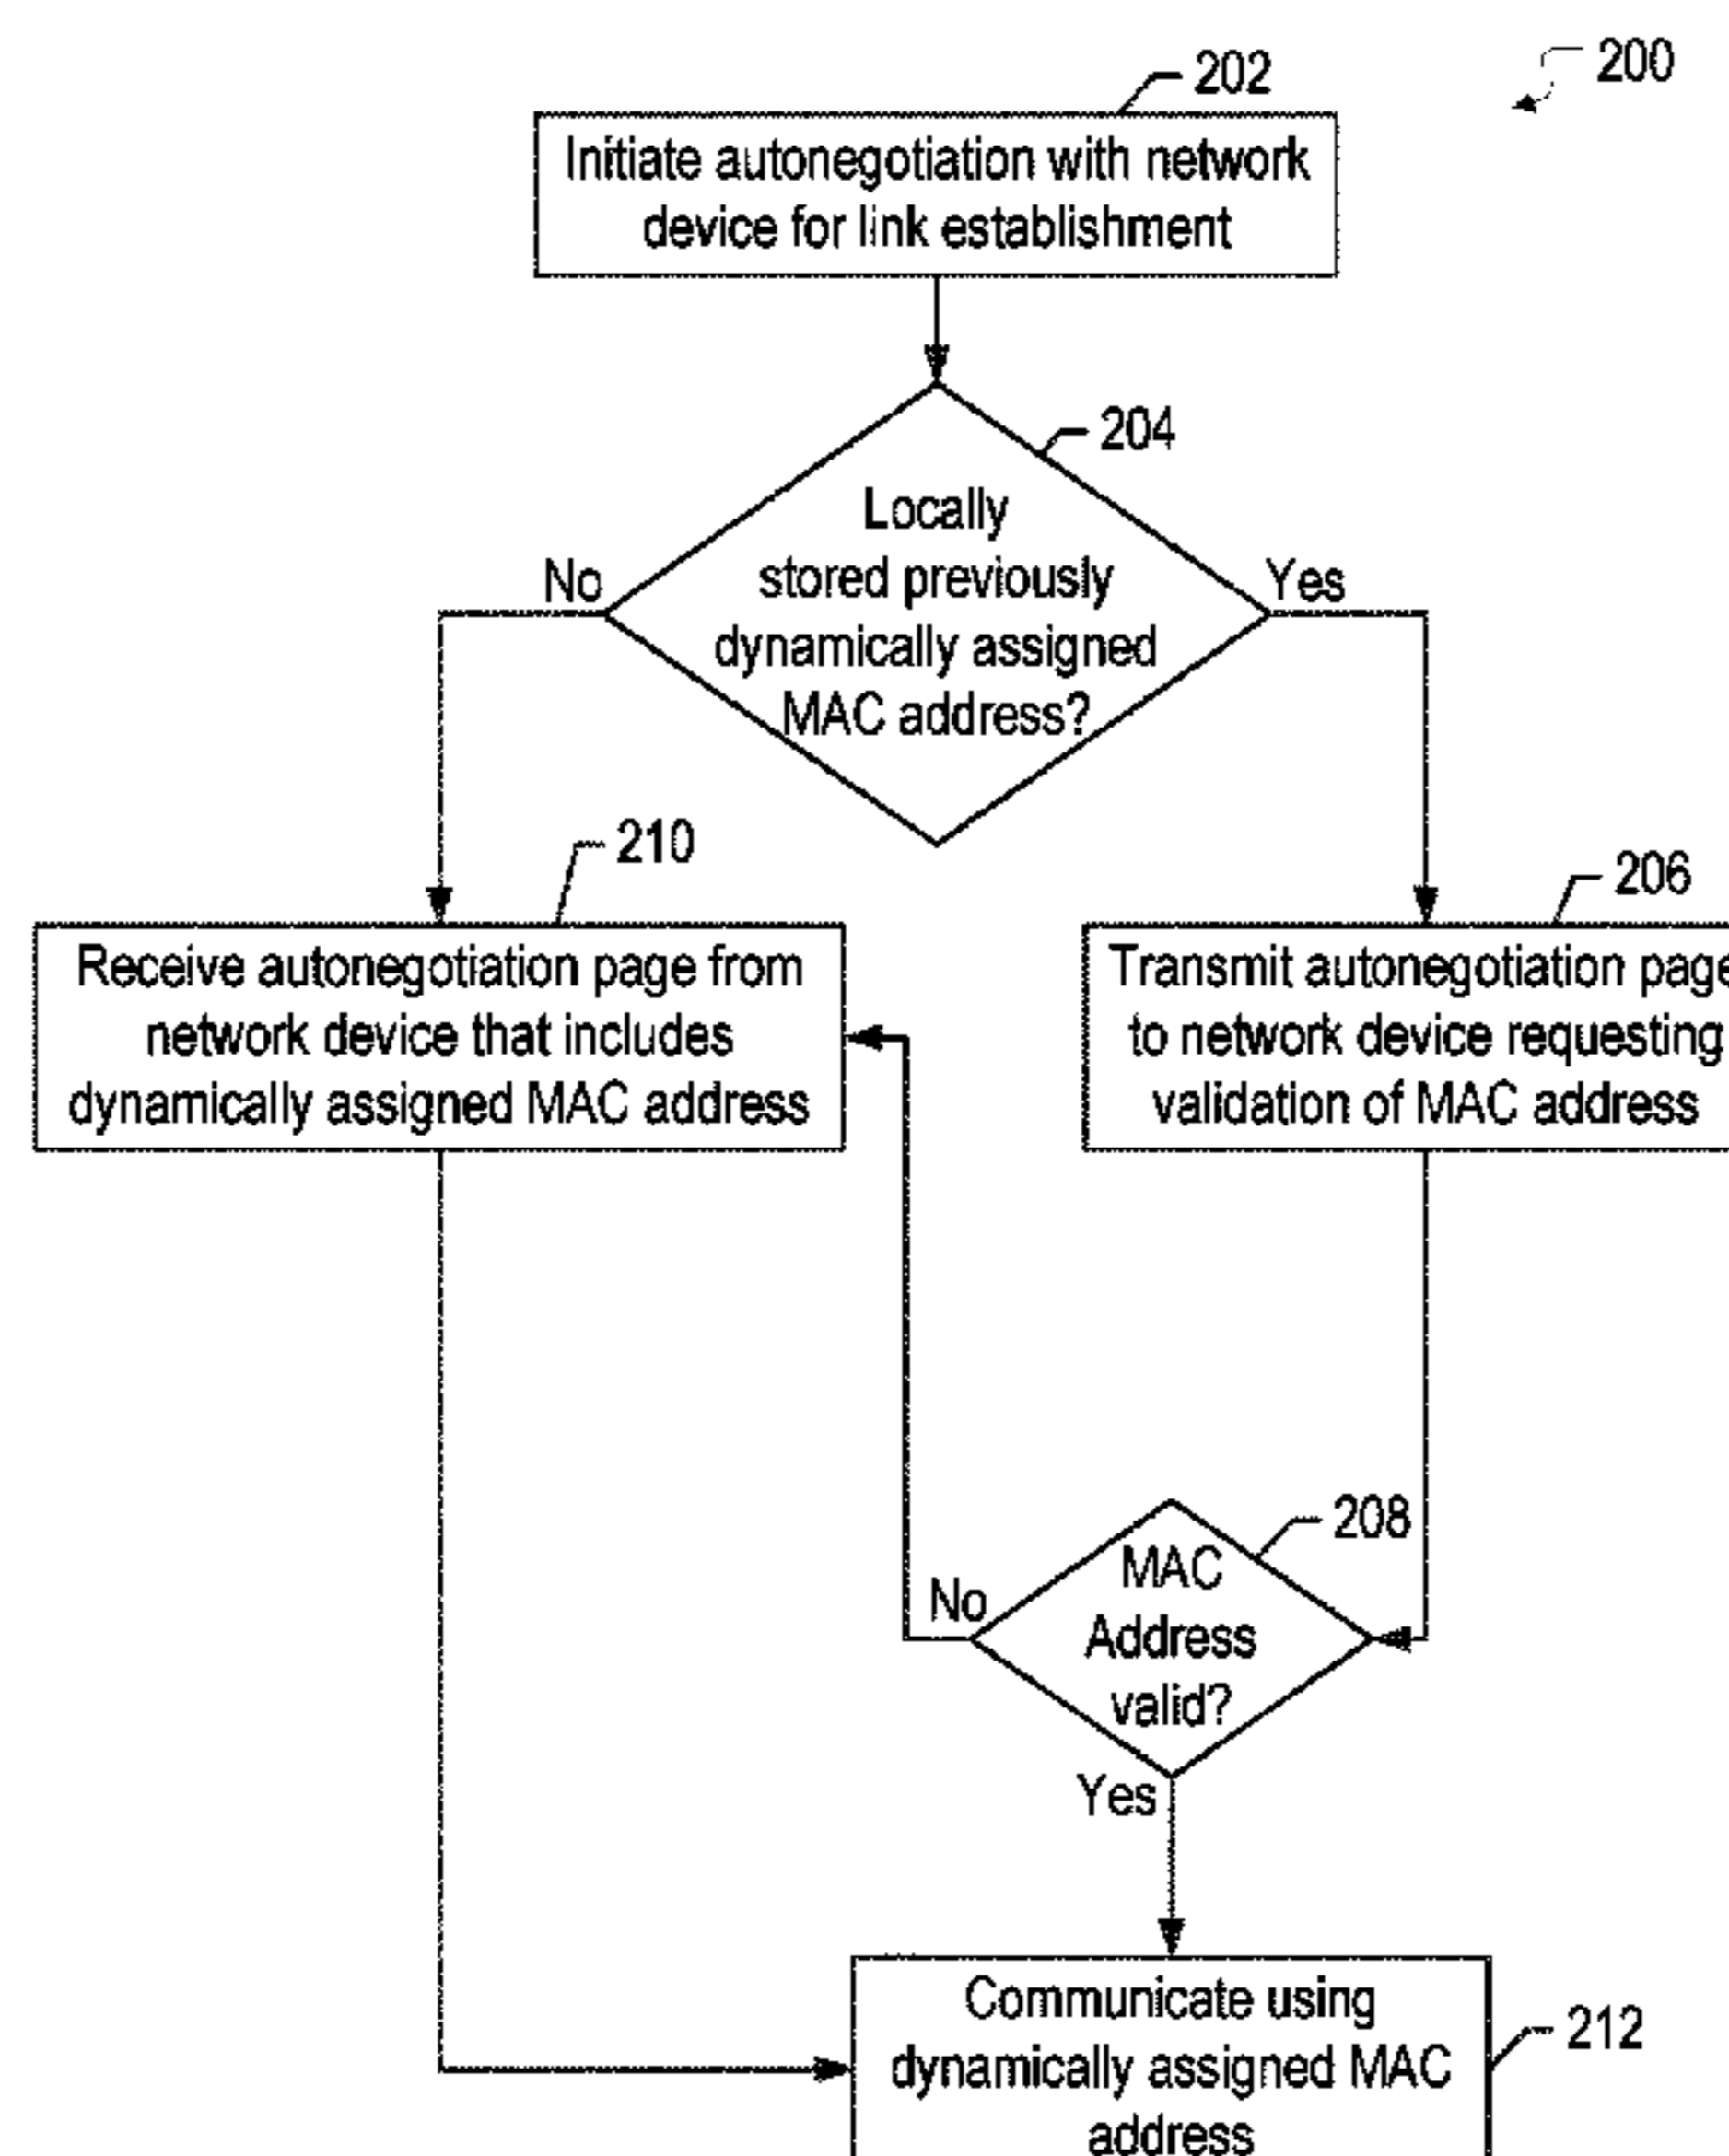 200
202
Initiate autonegotiation with network
device for link establishment
204
Locally
stored previously
dynamically assigned
MAC address?
No
Yes
210
Receive autonegotiation page from
network device that includes
dynamically assigned MAC address
206
Transmit autonegotiation page
to network device requesting
validation of MAC address
208
MAC
Address
valid?
No
Yes
Communicate using
dynamically assigned MAC
address
212